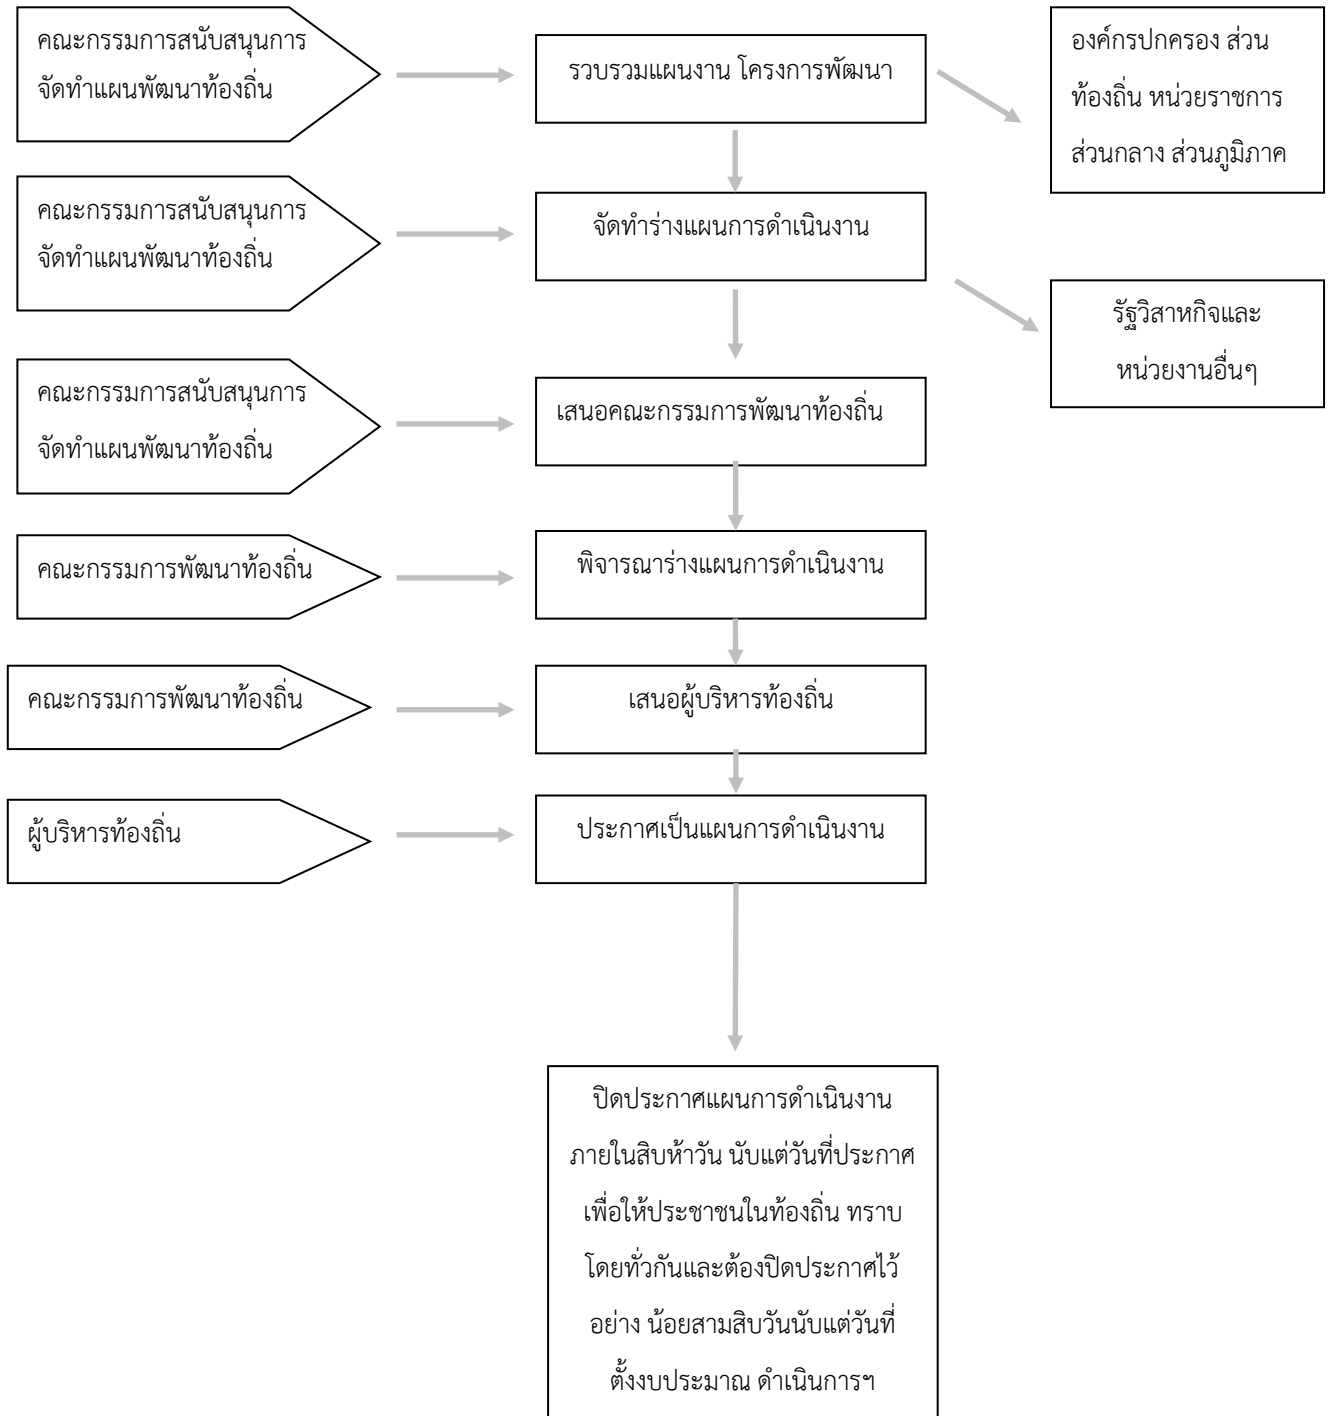 คณะกรรมการสนับสนุนการ
จัดทำแผนพัฒนาท้องถิ่น
รวบรวมแผนงาน โครงการพัฒนา
องค์กรปกครอง ส่วน
ท้องถิ่น หน่วยราชการ
ส่วนกลาง ส่วนภูมิภาค
คณะกรรมการสนับสนุนการ
จัดทำแผนพัฒนาท้องถิ่น
จัดทำร่างแผนการดำเนินงาน
รัฐวิสาหกิจและ
หน่วยงานอื่นๆ
คณะกรรมการสนับสนุนการ
จัดทำแผนพัฒนาท้องถิ่น
เสนอคณะกรรมการพัฒนาท้องถิ่น
คณะกรรมการพัฒนาท้องถิ่น
พิจารณาร่างแผนการดำเนินงาน
คณะกรรมการพัฒนาท้องถิ่น
เสนอผู้บริหารท้องถิ่น
ผู้บริหารท้องถิ่น
ประกาศเป็นแผนการดำเนินงาน
ปิดประกาศแผนการดำเนินงาน
ภายในสิบห้าวัน นับแต่วันที่ประกาศ
เพื่อให้ประชาชนในท้องถิ่น ทราบ
โดยทั่วกันและต้องปิดประกาศไว้
อย่าง น้อยสามสิบวันนับแต่วันที่
ตั้งงบประมาณ ดำเนินการฯ